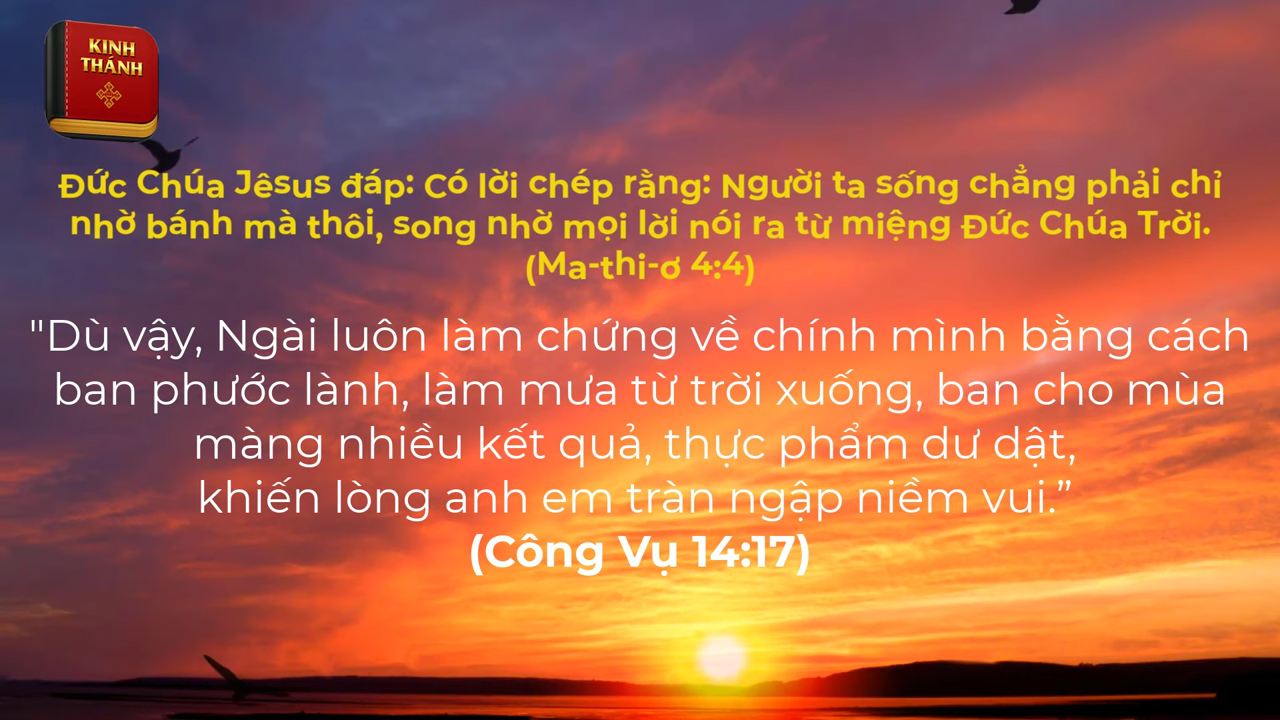 KINH
THÁNH
Đức Chúa Jêsus đáp: Có lời chép rằng: Người ta sống chẳng phải chỉ
nhờ bánh mà thôi, song nhờ mọi lời nói ra từ miệng Đức Chúa Trời.
(Ma-thi-ơ 4:4)
"Dù vậy, Ngài luôn làm chứng về chính mình bằng cách
ban phước lành, làm mưa từ trời xuống, ban cho mùa
màng nhiều kết quả, thực phẩm dư dật,
khiến lòng anh em tràn ngập niềm vui.”
(Công Vụ 14:17)